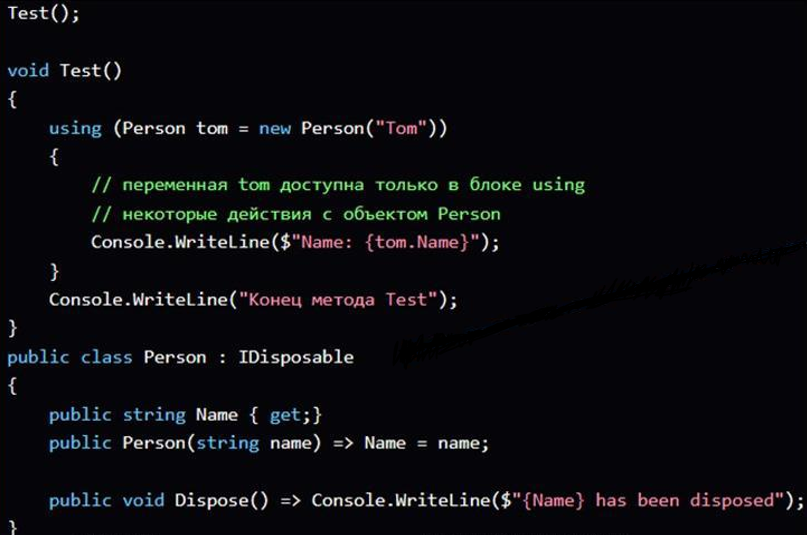 Test();
void Test()
{
using (Person tom = new Person("Tom"))
{
// переменная tom доступна только в блоке using
// некоторые действия с объектом Person
Console.WriteLine($"Name: {tom.Name}");
}
Console.WriteLine("Конец метода Test");
}
public class Person : IDisposable
{
public string Name { get;}
public Person(string name) => Name = name;
public void Dispose() => Console.WriteLine($"{Name} has been disposed");
}